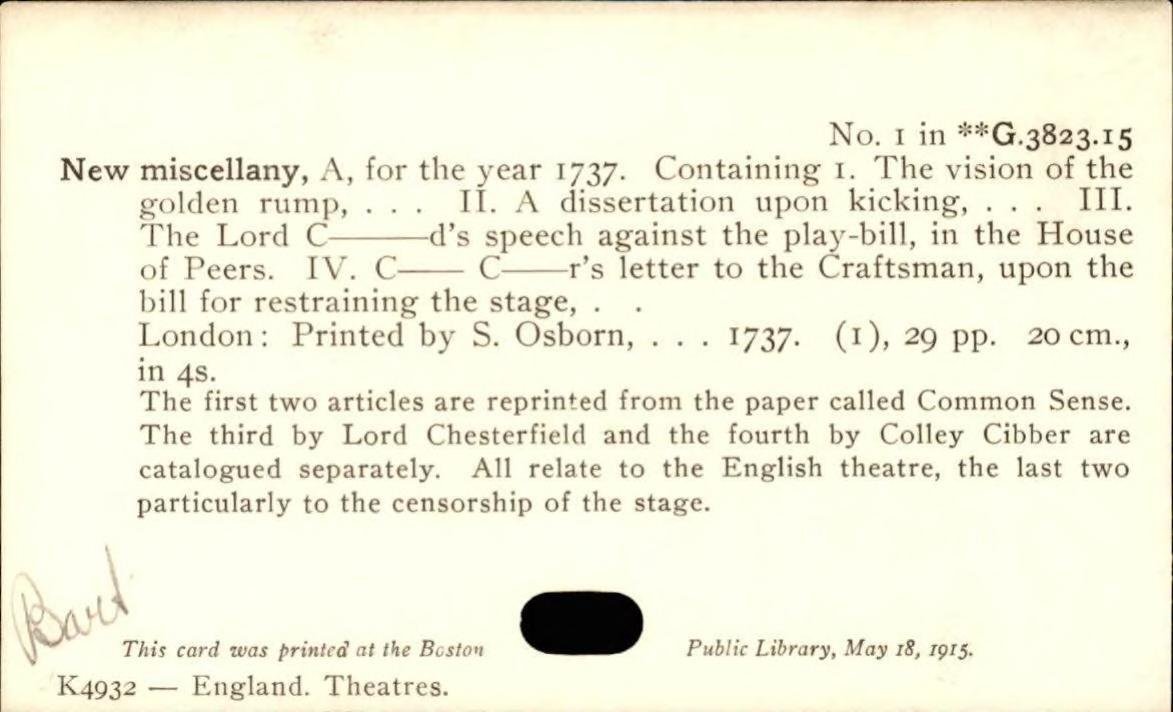 No. 1 in **G.3823.15
New miscellany, A, for the year 1737. Containing 1. The vision of the
golden rump, . . . II. A dissertation upon kicking, . . . III.
The Lord C———d's speech against the play-bill, in the House
of Peers. IV. C—— C——r's letter to the Craftsman, upon the
bill for restraining the stage, . .
London: Printed by S. Osborn, . . . 1737. (1), 29 pp. 20 cm.,
in 4s.
The first two articles are reprinted from the paper called Common Sense.
The third by Lord Chesterfield and the fourth by Colley Cibber are
catalogued separately. All relate to the English theatre, the last two
particularly to the censorship of the stage.
Bart
This card was printed at the Boston Public Library, May 18, 1915.
K4932 — England. Theatres.